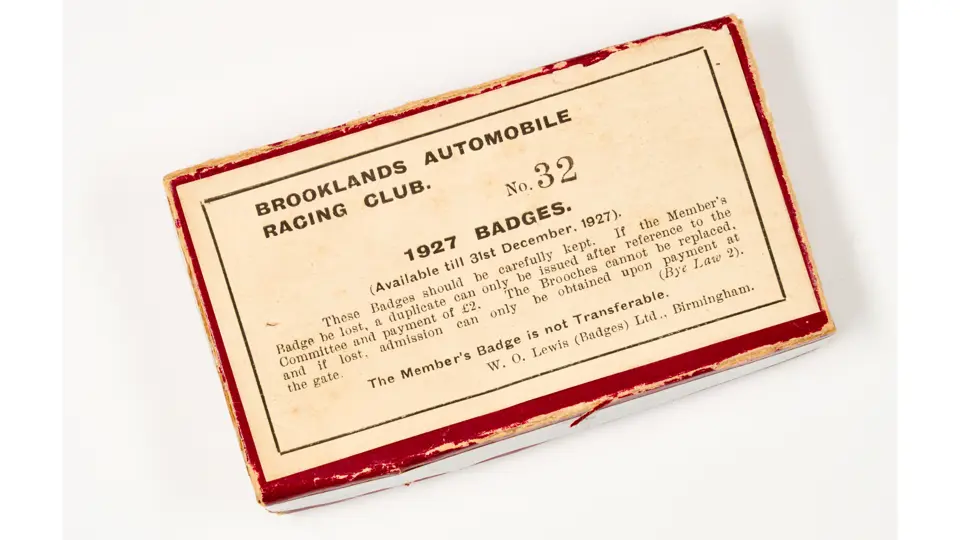 BROOKLANDS AUTOMOBILE
RACING CLUB.
No. 32
1927 BADGES.
(Available till 31st December, 1927).
These Badges should be carefully kept. If the Member's
Badge be lost, a duplicate can only be issued after reference to the
Committee and payment of £2. The Brooches cannot be replaced,
and if lost, admission can only be obtained upon payment at
the gate. (Bye Law 2).
The Member's Badge is not Transferable.
W. O. Lewis (Badges) Ltd., Birmingham.